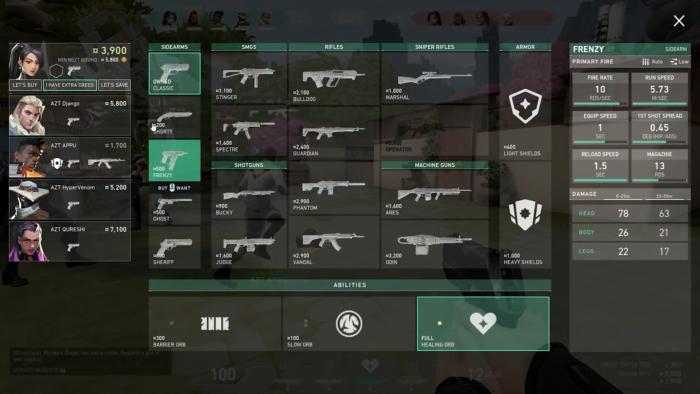 ¤ 3,900
MIN NEXT ROUND: ¤ 5,800
LET'S BUY
I HAVE EXTRA CREDS
LET'S SAVE
AZT Django
¤ 5,800
AZT APPU
¤ 1,700
AZT HyperVenom
¤ 5,200
AZT QURESHI
¤ 7,100
SIDEARMS
SMGS
RIFLES
SNIPER RIFLES
ARMOR
OWNED
CLASSIC
¤1,100
STINGER
¤2,100
BULLDOG
¤1,000
MARSHAL
¤200
SHORTY
¤1,600
SPECTRE
¤2,400
GUARDIAN
OPERATOR
¤400
LIGHT SHIELDS
SHOTGUNS
MACHINE GUNS
¤500
FRENZY
BUY
WANT
¤500
GHOST
¤900
BUCKY
¤2,900
PHANTOM
¤1,600
ARES
SHERIFF
¤1,600
JUDGE
¤2,900
VANDAL
¤3,200
ODIN
¤1,000
HEAVY SHIELDS
ABILITIES
¤300
BARRIER ORB
¤100
SLOW ORB
FULL
HEALING ORB
FRENZY
SIDEARM
PRIMARY FIRE
Auto
Low
FIRE RATE
10
RDS/SEC
RUN SPEED
5.73
M/SEC
EQUIP SPEED
1
SEC
1ST SHOT SPREAD
0.45
DEG (HIP/ADS)
RELOAD SPEED
1.5
SEC
MAGAZINE
13
RDS
DAMAGE
HEAD
78
63
BODY
26
21
LEGS
22
17
100
12